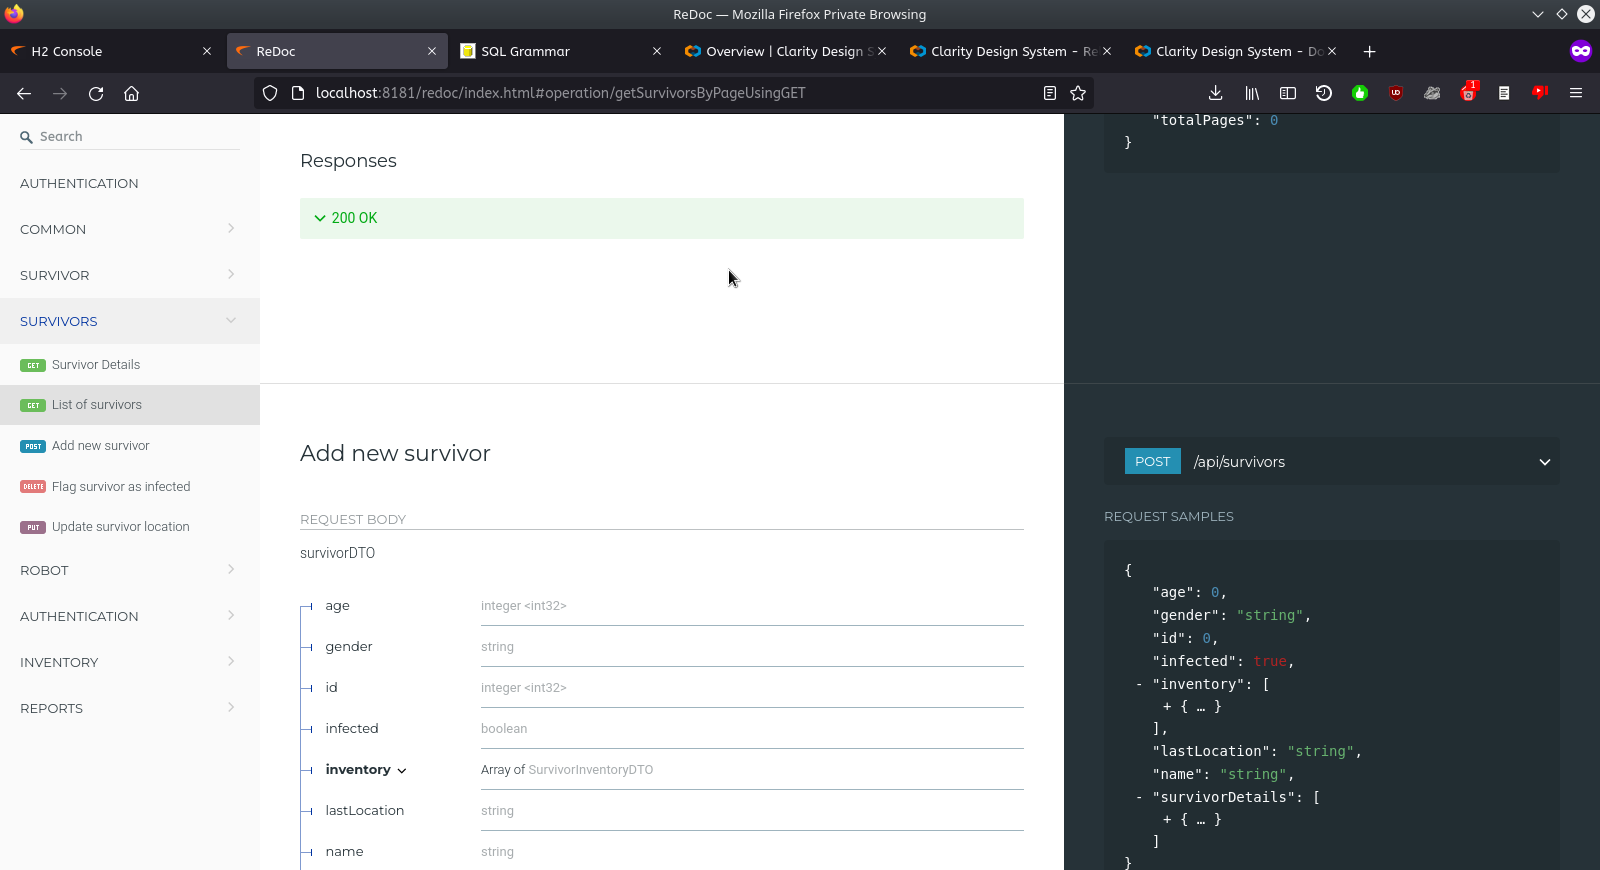 ReDoc — Mozilla Firefox Private Browsing
H2 Console
ReDoc
SQL Grammar
Overview | Clarity Design S
Clarity Design System - Re
Clarity Design System - Do
localhost:8181/redoc/index.html#operation/getSurvivorsByPageUsingGET
1
Search
AUTHENTICATION
COMMON
SURVIVOR
SURVIVORS
GET Survivor Details
GET List of survivors
POST Add new survivor
DELETE Flag survivor as infected
PUT Update survivor location
ROBOT
AUTHENTICATION
INVENTORY
REPORTS
Responses
200 OK
Add new survivor
REQUEST BODY
survivorDTO
age integer <int32>
gender string
id integer <int32>
infected boolean
inventory Array of SurvivorInventoryDTO
lastLocation string
name string
"totalPages": 0
}
POST /api/survivors
REQUEST SAMPLES
{
"age": 0,
"gender": "string",
"id": 0,
"infected": true,
- "inventory": [
+ { … }
],
"lastLocation": "string",
"name": "string",
- "survivorDetails": [
+ { … }
]
}